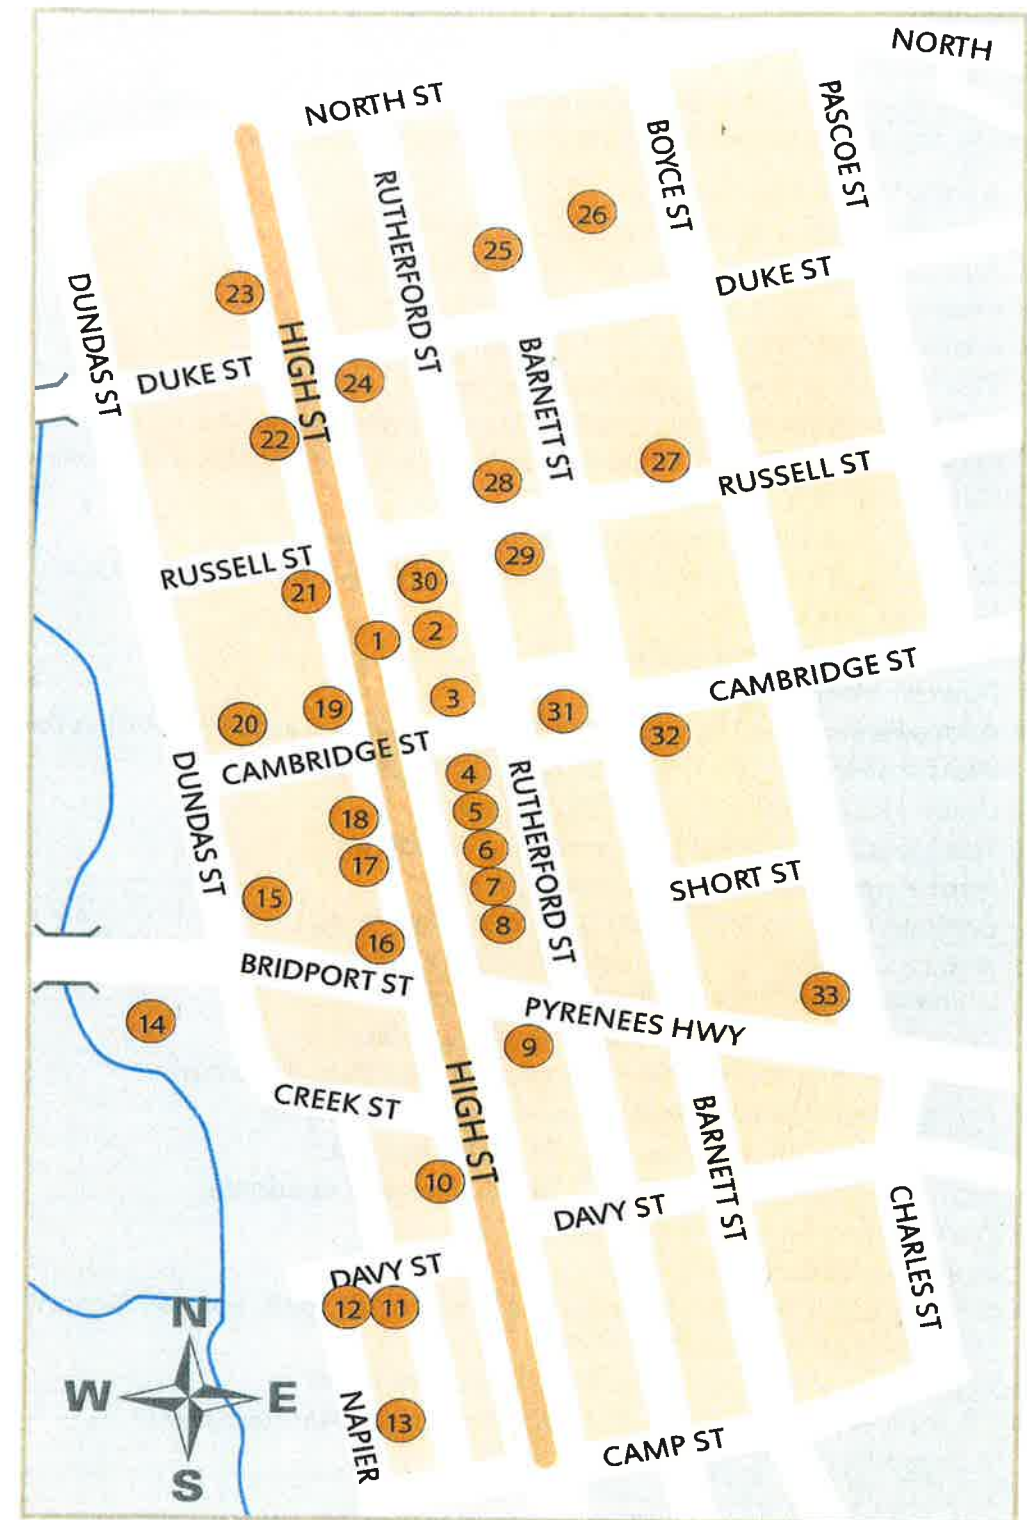 NORTH
NORTH ST
PASCOE ST
BOYCE ST
RUTHERFORD ST
26
25
DUKE ST
23
DUNDAS ST
HIGH ST
BARNETT ST
DUKE ST
24
22
27
28
RUSSELL ST
RUSSELL ST
29
21
30
1
2
CAMBRIDGE ST
3
19
20
31
32
CAMBRIDGE ST
DUNDAS ST
4
RUTHERFORD ST
5
18
6
17
7
SHORT ST
15
8
16
BRIDPORT ST
33
14
PYRENEES HWY
9
CREEK ST
HIGH ST
BARNETT ST
10
DAVY ST
CHARLES ST
DAVY ST
12
11
N
W
E
S
NAPIER
13
CAMP ST